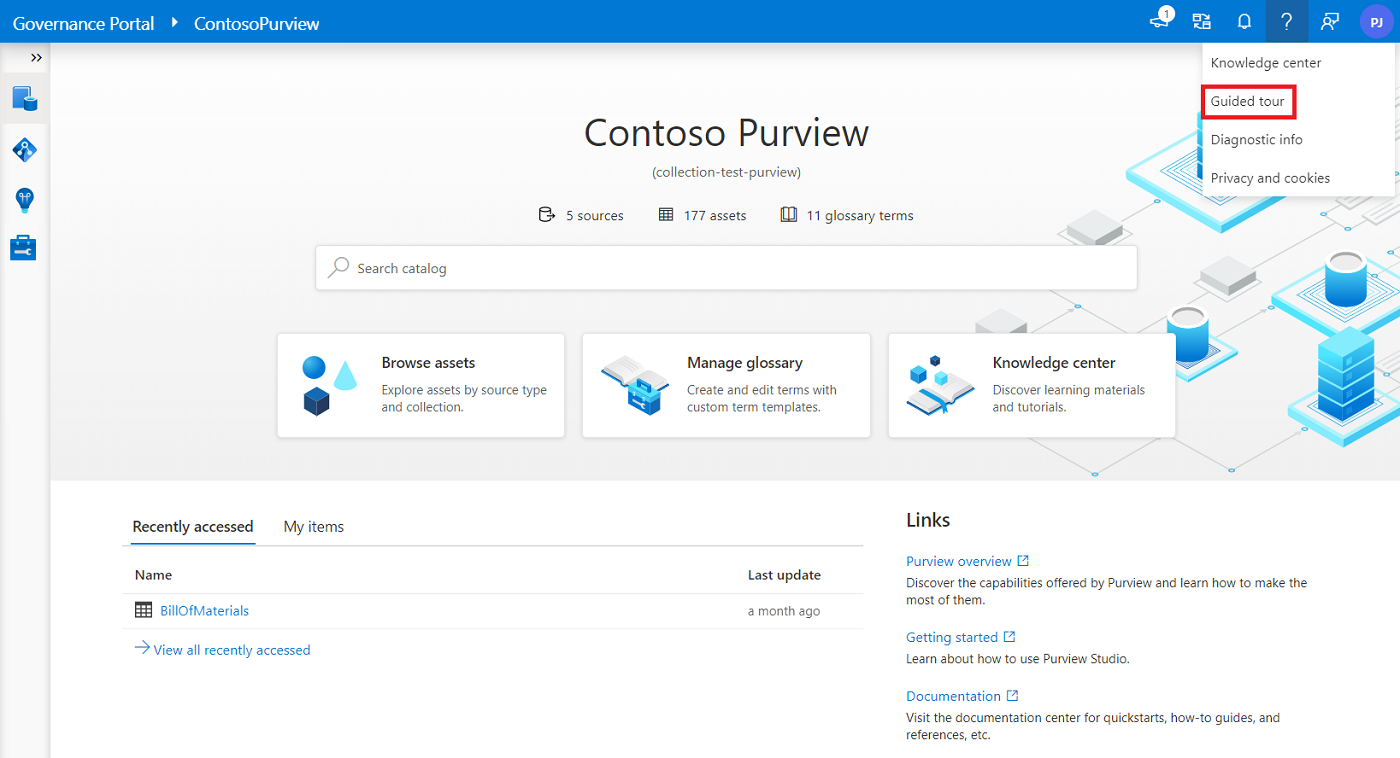 Governance Portal ContosoPurview
1
?
PJ
Knowledge center
Guided tour
Diagnostic info
Privacy and cookies
Contoso Purview
(collection-test-purview)
5 sources 177 assets 11 glossary terms
Search catalog
Browse assets
Explore assets by source type
and collection.
Manage glossary
Create and edit terms with
custom term templates.
Knowledge center
Discover learning materials
and tutorials.
Recently accessed My items
Name Last update
BillOfMaterials a month ago
View all recently accessed
Links
Purview overview
Discover the capabilities offered by Purview and learn how to make the
most of them.
Getting started
Learn about how to use Purview Studio.
Documentation
Visit the documentation center for quickstarts, how-to guides, and
references, etc.